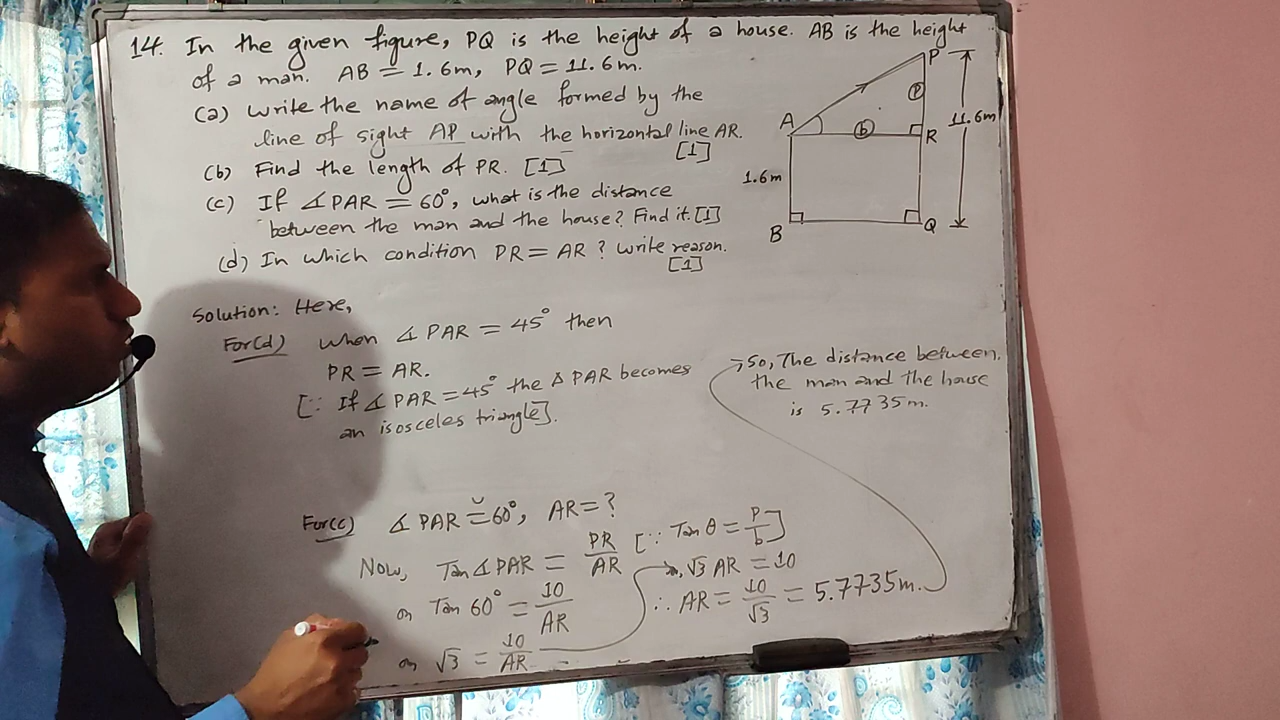 14. In the given figure, PQ is the height of a house. AB is the height
of a man. AB = 1.6m, PQ = 11.6m.
(a) Write the name of angle formed by the
line of sight AP with the horizontal line AR.
[1]
(b) Find the length of PR. [1]
(c) If ∡PAR = 60°, what is the distance
between the man and the house? Find it. [1]
(d) In which condition PR = AR? Write reason.
[1]
P
p
11.6m
A
b
R
1.6m
B
Q
Solution: Here,
For(d) When ∡PAR = 45° then
PR = AR.
[∵ If ∡PAR = 45° the Δ PAR becomes
an isosceles triangle].
So, The distance between
the man and the house
is 5.7735m.
For(c) ∡PAR = 60°, AR = ?
Now, Tan∡PAR = PR/AR [∵ Tan θ = p/b]
or Tan 60° = 10/AR
or √3 = 10/AR
or, √3 AR = 10
∴ AR = 10/√3 = 5.7735m.